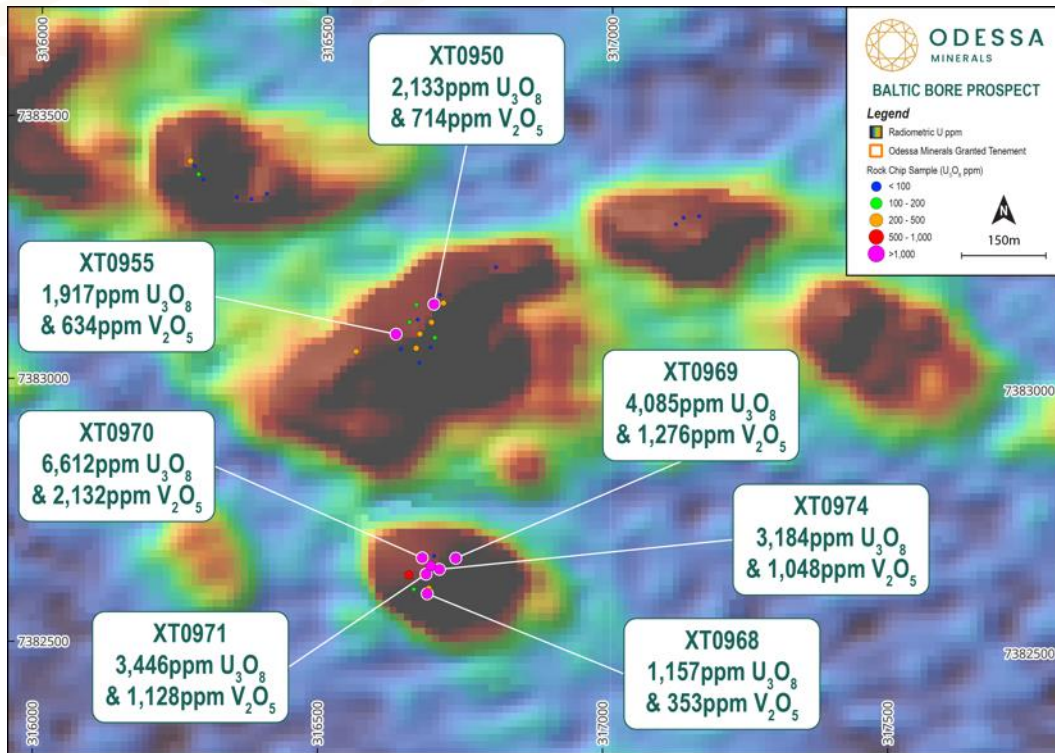 316000
316500
317000
ODESSA
MINERALS
BALTIC BORE PROSPECT
Legend
Radiometric U ppm
Odessa Minerals Granted Tenement
Rock Chip Sample (U₃O₈ ppm)
< 100
100 - 200
200 - 500
500 - 1,000
>1,000
N
150m
XT0950
2,133ppm U₃O₈
& 714ppm V₂O₅
7383500
XT0955
1,917ppm U₃O₈
& 634ppm V₂O₅
7383000
7383000
XT0969
4,085ppm U₃O₈
& 1,276ppm V₂O₅
XT0970
6,612ppm U₃O₈
& 2,132ppm V₂O₅
XT0974
3,184ppm U₃O₈
& 1,048ppm V₂O₅
XT0971
3,446ppm U₃O₈
& 1,128ppm V₂O₅
XT0968
1,157ppm U₃O₈
& 353ppm V₂O₅
7382500
7382500
316000
316500
317000
317500